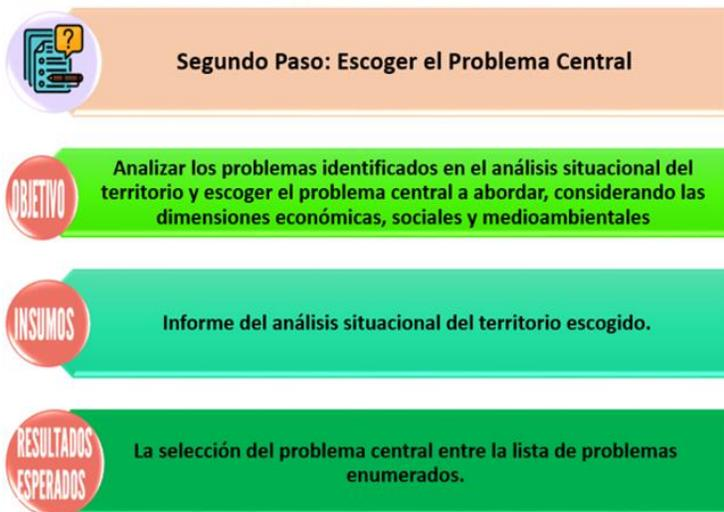 ?
Segundo Paso: Escoger el Problema Central
OBJETIVO
Analizar los problemas identificados en el análisis situacional del
territorio y escoger el problema central a abordar, considerando las
dimensiones económicas, sociales y medioambientales
INSUMOS
Informe del análisis situacional del territorio escogido.
RESULTADOS
ESPERADOS
La selección del problema central entre la lista de problemas
enumerados.